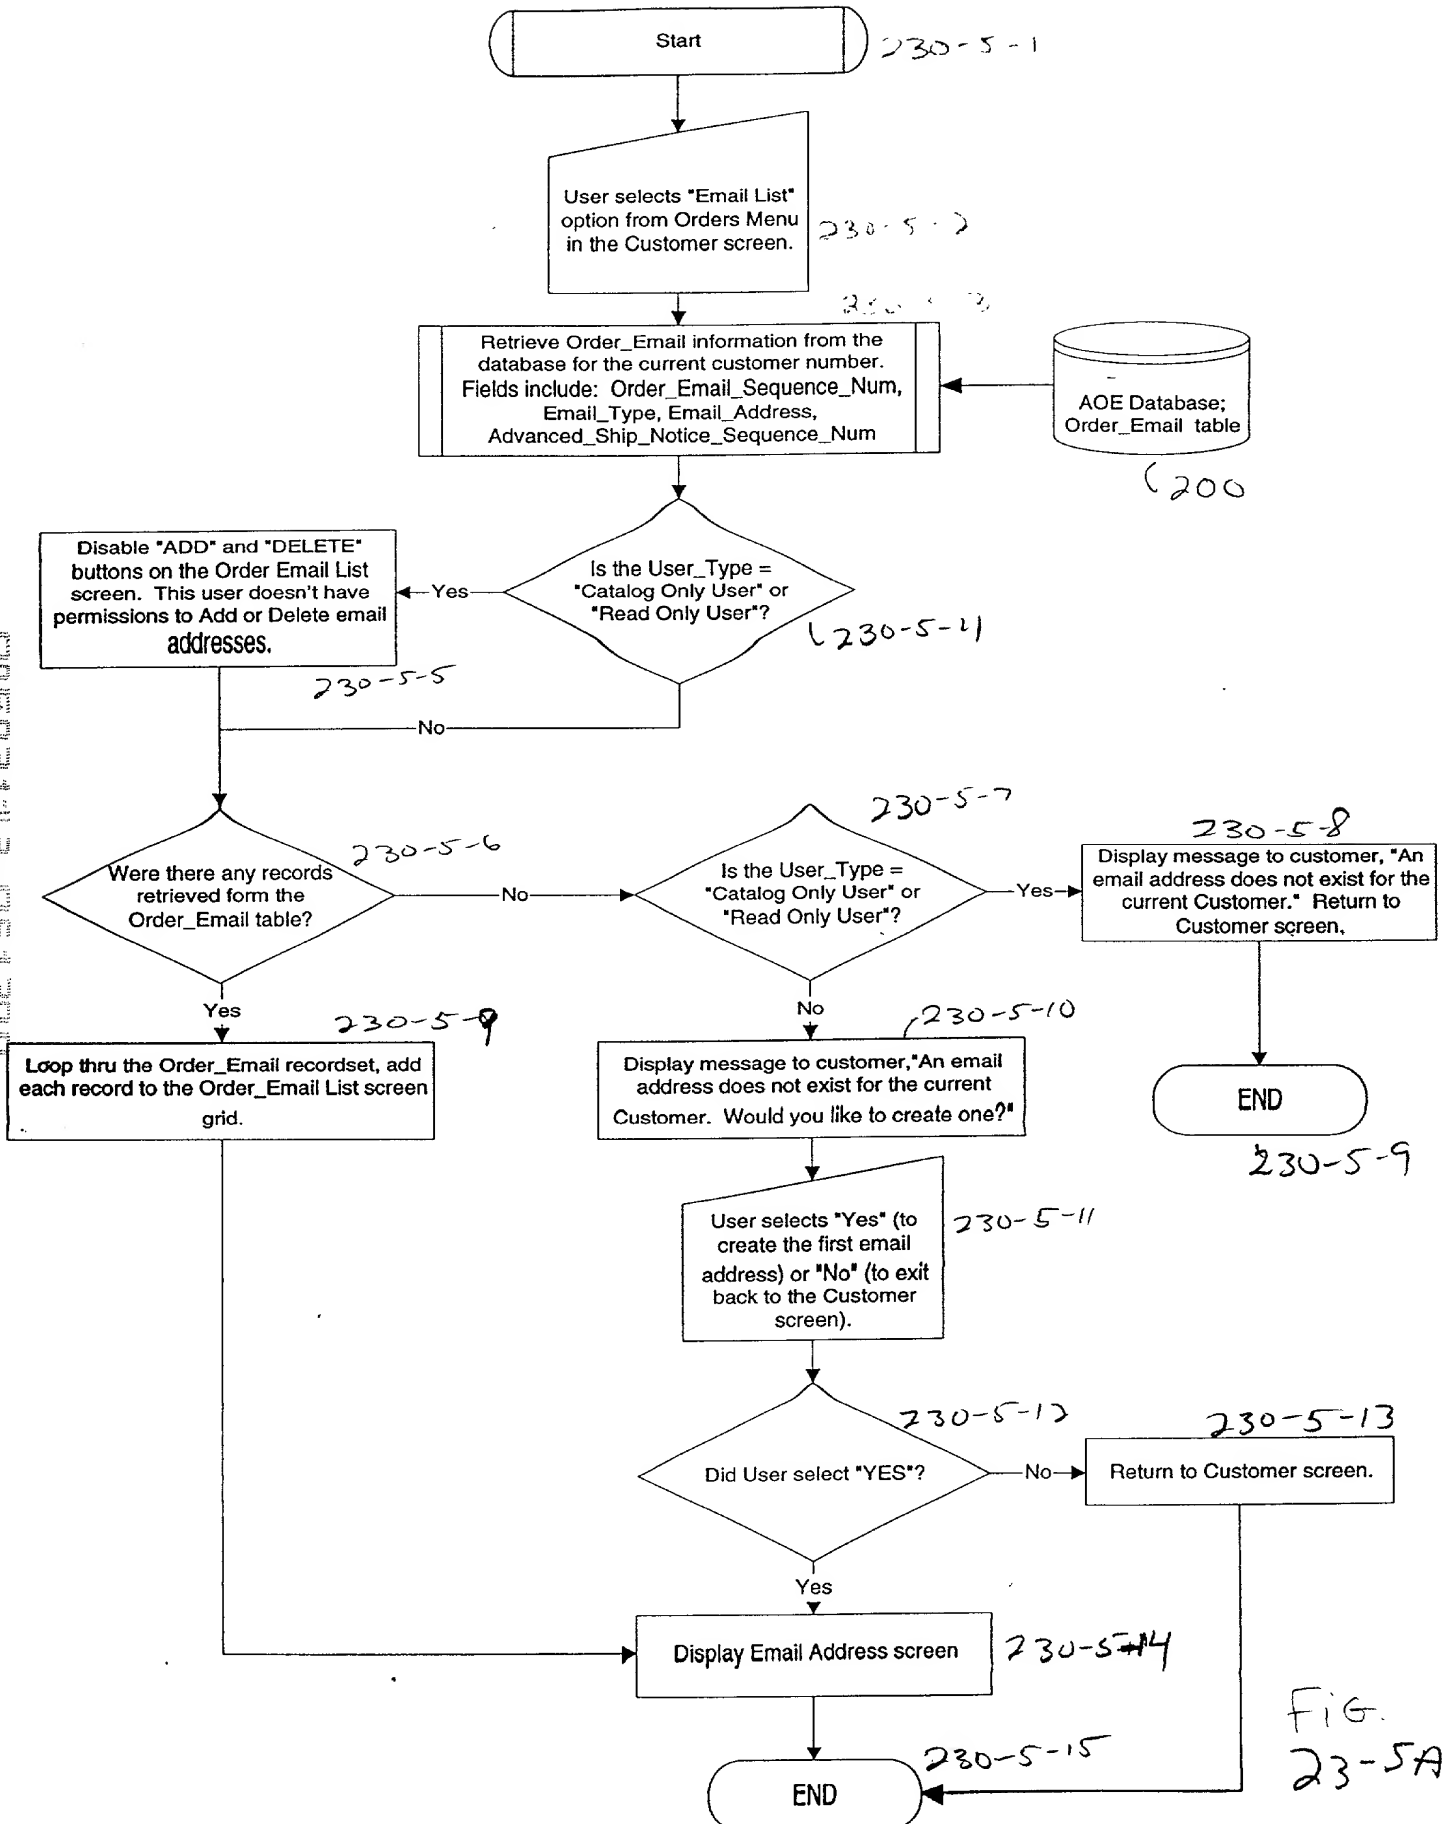 Start
230-5-1
User selects "Email List"
option from Orders Menu
in the Customer screen.
230-5-2
Retrieve Order_Email information from the
database for the current customer number.
Fields include: Order_Email_Sequence_Num,
Email_Type, Email_Address,
Advanced_Ship_Notice_Sequence_Num
AOE Database;
Order_Email table
200
Is the User_Type =
"Catalog Only User" or
"Read Only User"?
230-5-4
Yes
Disable "ADD" and "DELETE"
buttons on the Order Email List
screen. This user doesn't have
permissions to Add or Delete email
addresses.
230-5-5
No
Were there any records
retrieved form the
Order_Email table?
230-5-6
No
Is the User_Type =
"Catalog Only User" or
"Read Only User"?
230-5-7
Yes
230-5-8
Display message to customer, "An
email address does not exist for the
current Customer." Return to
Customer screen,
END
230-5-9
Yes
230-5-9
Loop thru the Order_Email recordset, add
each record to the Order_Email List screen
grid.
No
230-5-10
Display message to customer,"An email
address does not exist for the current
Customer. Would you like to create one?"
User selects "Yes" (to
create the first email
address) or "No" (to exit
back to the Customer
screen).
230-5-11
Did User select "YES"?
230-5-12
No
230-5-13
Return to Customer screen.
Yes
Display Email Address screen
230-5-14
END
230-5-15
FiG.
23-5A